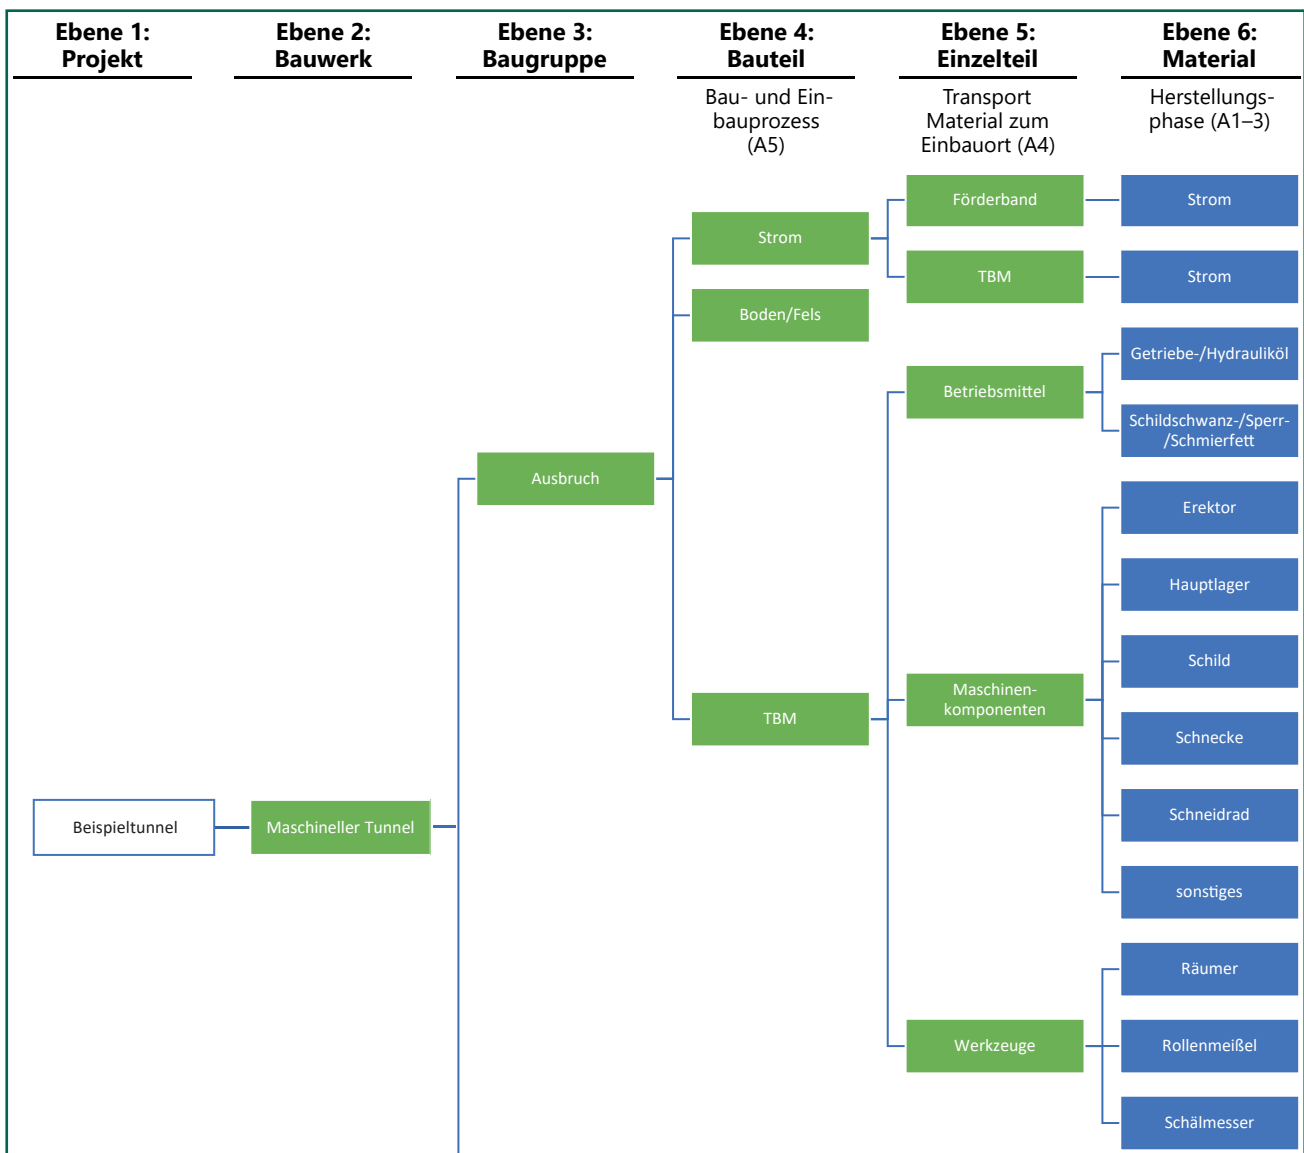 Ebene 1:
Projekt
Ebene 2:
Bauwerk
Ebene 3:
Baugruppe
Ebene 4:
Bauteil
Bau- und Ein-
bauprozess
(A5)
Ebene 5:
Einzelteil
Transport
Material zum
Einbauort (A4)
Ebene 6:
Material
Herstellungs-
phase (A1–3)
Beispieltunnel
Maschineller Tunnel
Ausbruch
Strom
Boden/Fels
TBM
Förderband
TBM
Betriebsmittel
Maschinen-
komponenten
Werkzeuge
Strom
Strom
Getriebe-/Hydrauliköl
Schildschwanz-/Sperr-
/Schmierfett
Erektor
Hauptlager
Schild
Schnecke
Schneidrad
sonstiges
Räumer
Rollenmeißel
Schälmesser